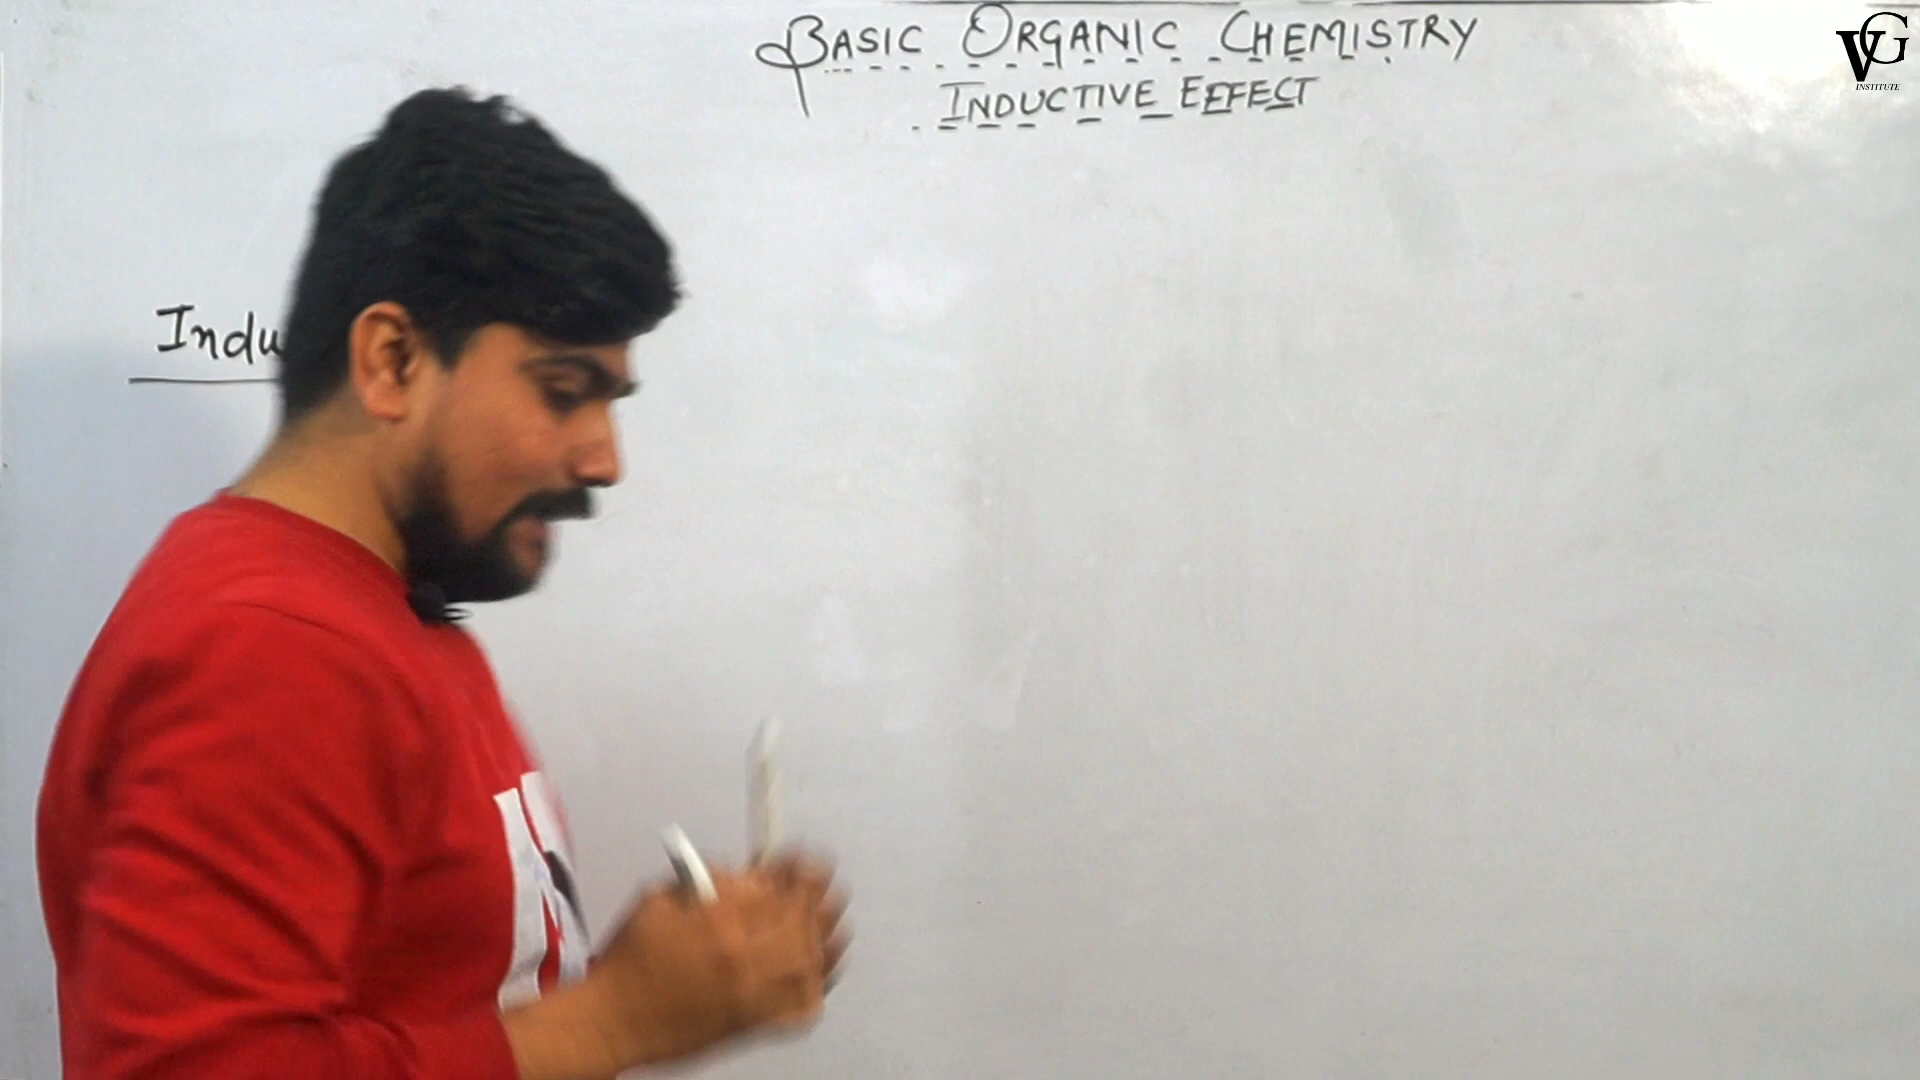 BASIC ORGANIC CHEMISTRY
INDUCTIVE EFFECT
VG
INSTITUTE
Indu